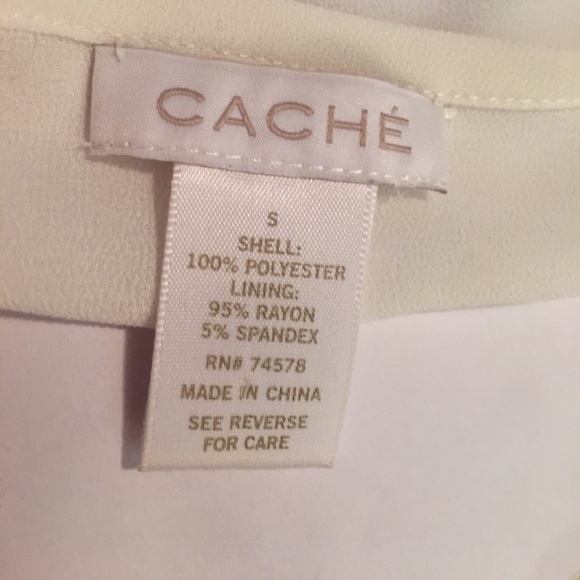 CACHÉ
S
SHELL:
100% POLYESTER
LINING:
95% RAYON
5% SPANDEX
RN# 74578
MADE IN CHINA
SEE REVERSE
FOR CARE